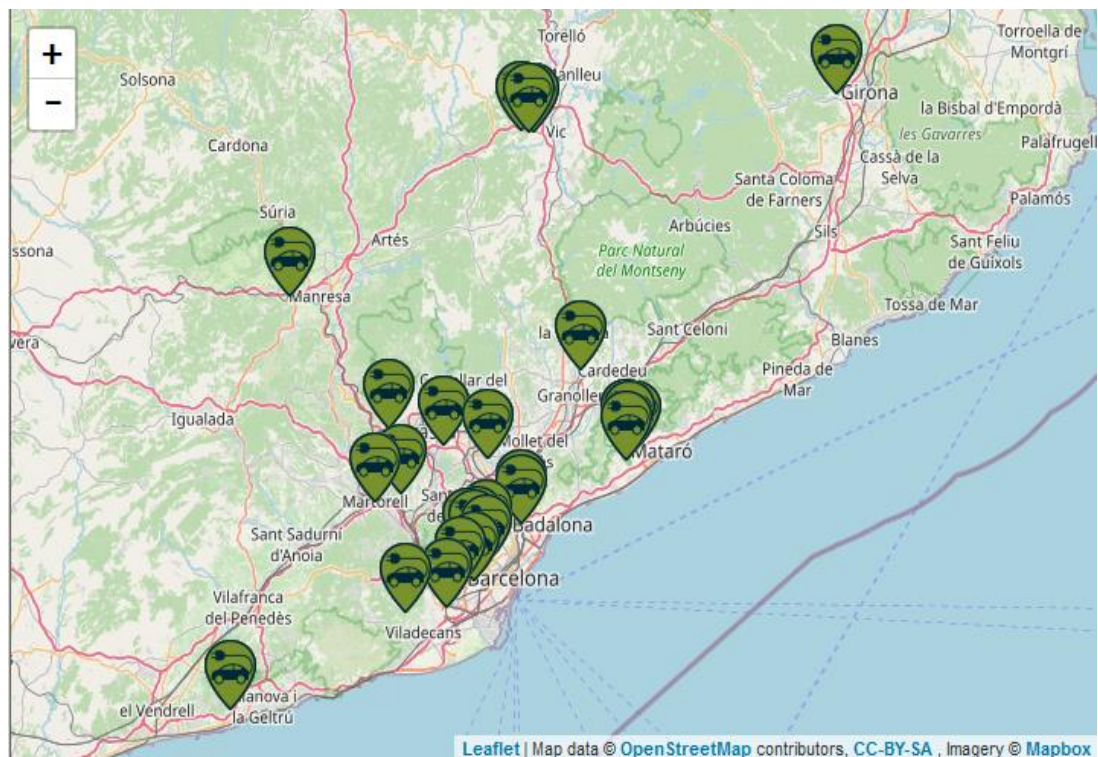 +
−
Torelló
Torroella de
Montgrí
Solsona
Vic
Girona
la Bisbal d'Empordà
les Gavarres
Palafrugell
Cardona
Cassà de la
Selva
Santa Coloma
de Farners
Palamós
Súria
Artés
Arbúcies
Sils
Sant Feliu
de Guíxols
Parc Natural
del Montseny
Manresa
Tossa de Mar
Sant Celoni
Blanes
Cardedeu
Pineda de
Mar
Igualada
Mollet del
Mataró
Martorell
Badalona
Sant Sadurní
d'Anoia
Barcelona
Vilafranca
del Penedès
Viladecans
el Vendrell
la Geltrú
Leaflet | Map data © OpenStreetMap contributors, CC-BY-SA , Imagery © Mapbox